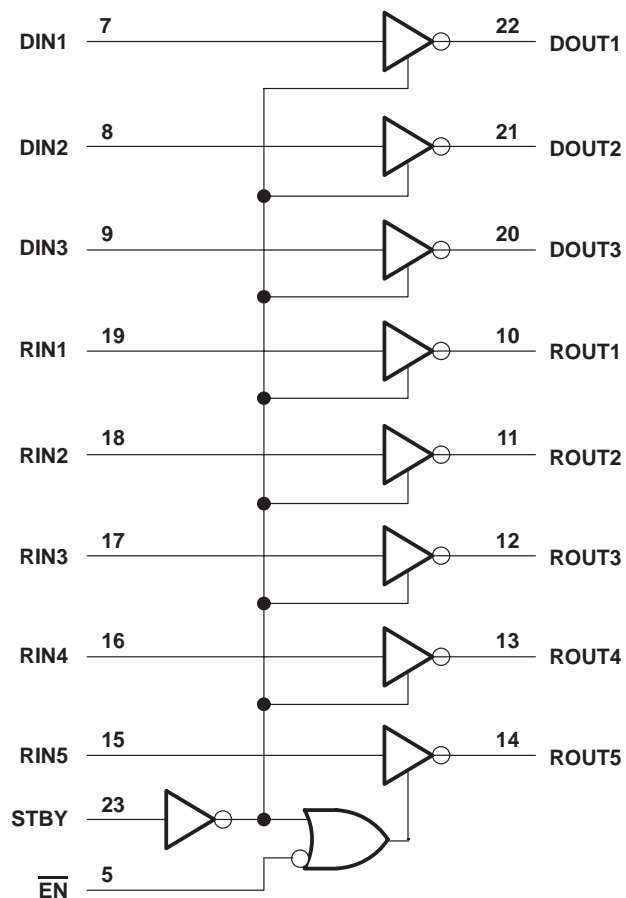 DIN1 7 22 DOUT1
DIN2 8 21 DOUT2
DIN3 9 20 DOUT3
RIN1 19 10 ROUT1
RIN2 18 11 ROUT2
RIN3 17 12 ROUT3
RIN4 16 13 ROUT4
RIN5 15 14 ROUT5
STBY 23
E̅N̅ 5